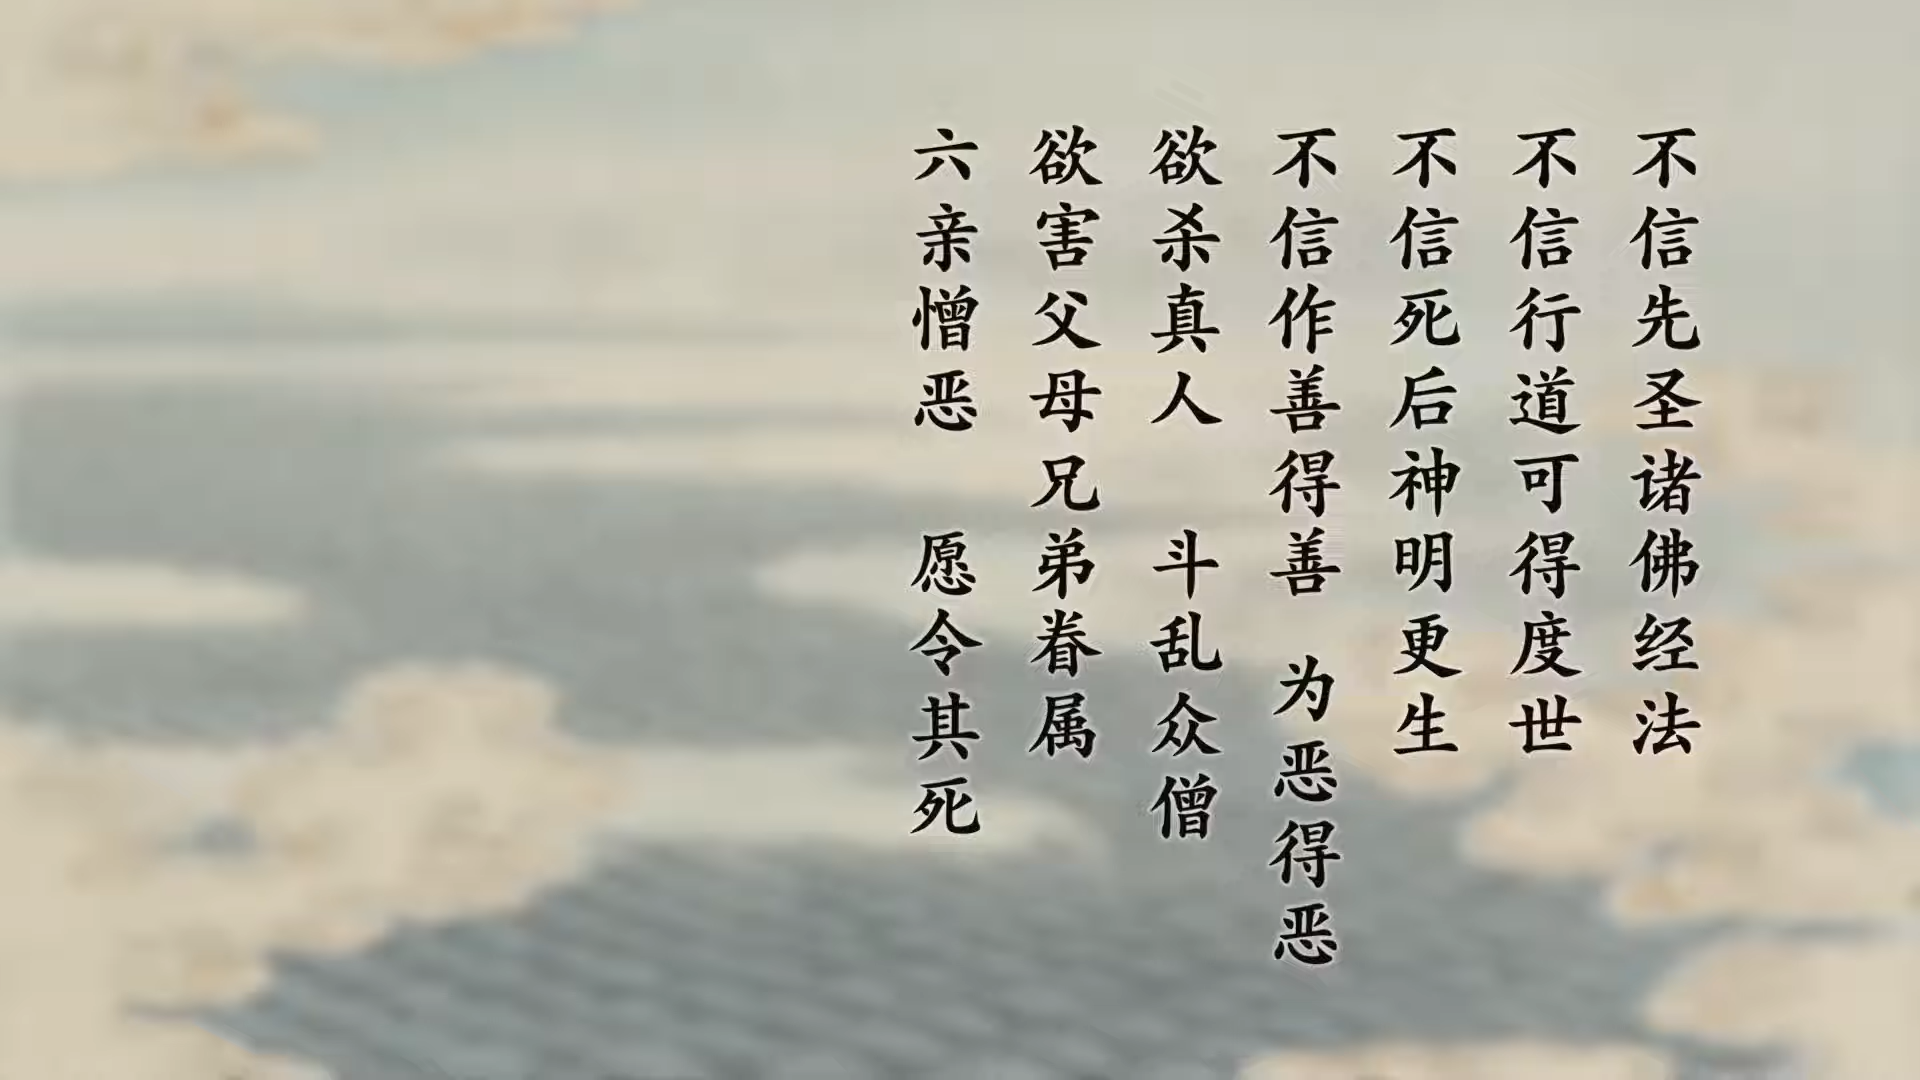 不信先圣诸佛经法
不信行道可得度世
不信死后神明更生
不信作善得善 为恶得恶
欲杀真人 斗乱众僧
欲害父母兄弟眷属
六亲憎恶 愿令其死